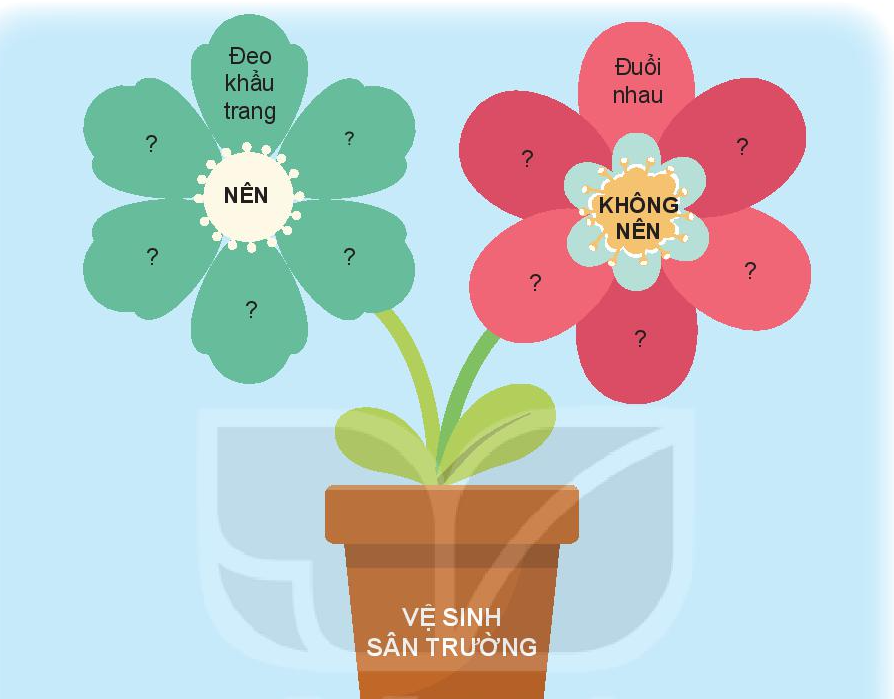 Đeo
khẩu
trang
?
?
NÊN
?
?
?
Đuổi
nhau
?
?
KHÔNG
NÊN
?
?
?
VỆ SINH
SÂN TRƯỜNG